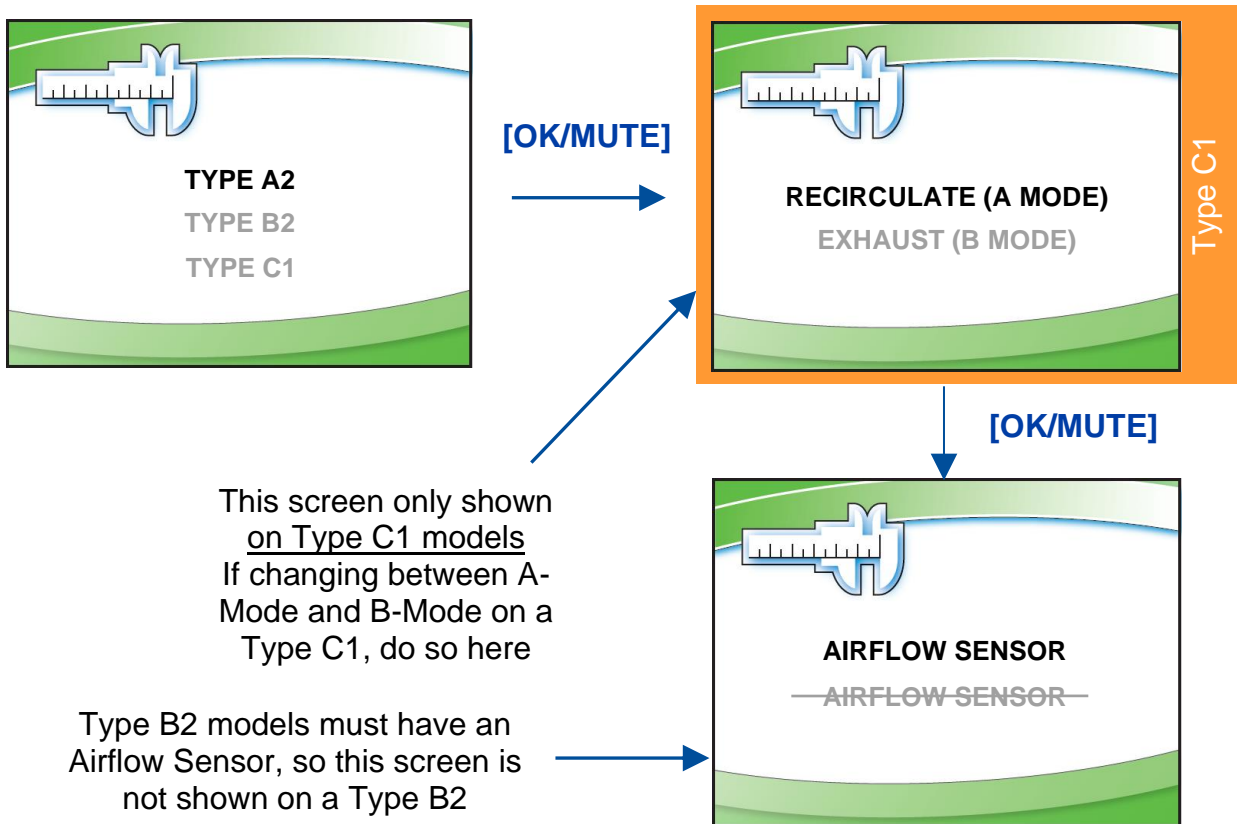 TYPE A2
TYPE B2
TYPE C1
[OK/MUTE]
RECIRCULATE (A MODE)
EXHAUST (B MODE)
Type C1
[OK/MUTE]
This screen only shown
on Type C1 models
If changing between A-
Mode and B-Mode on a
Type C1, do so here
AIRFLOW SENSOR
AIRFLOW SENSOR
Type B2 models must have an
Airflow Sensor, so this screen is
not shown on a Type B2